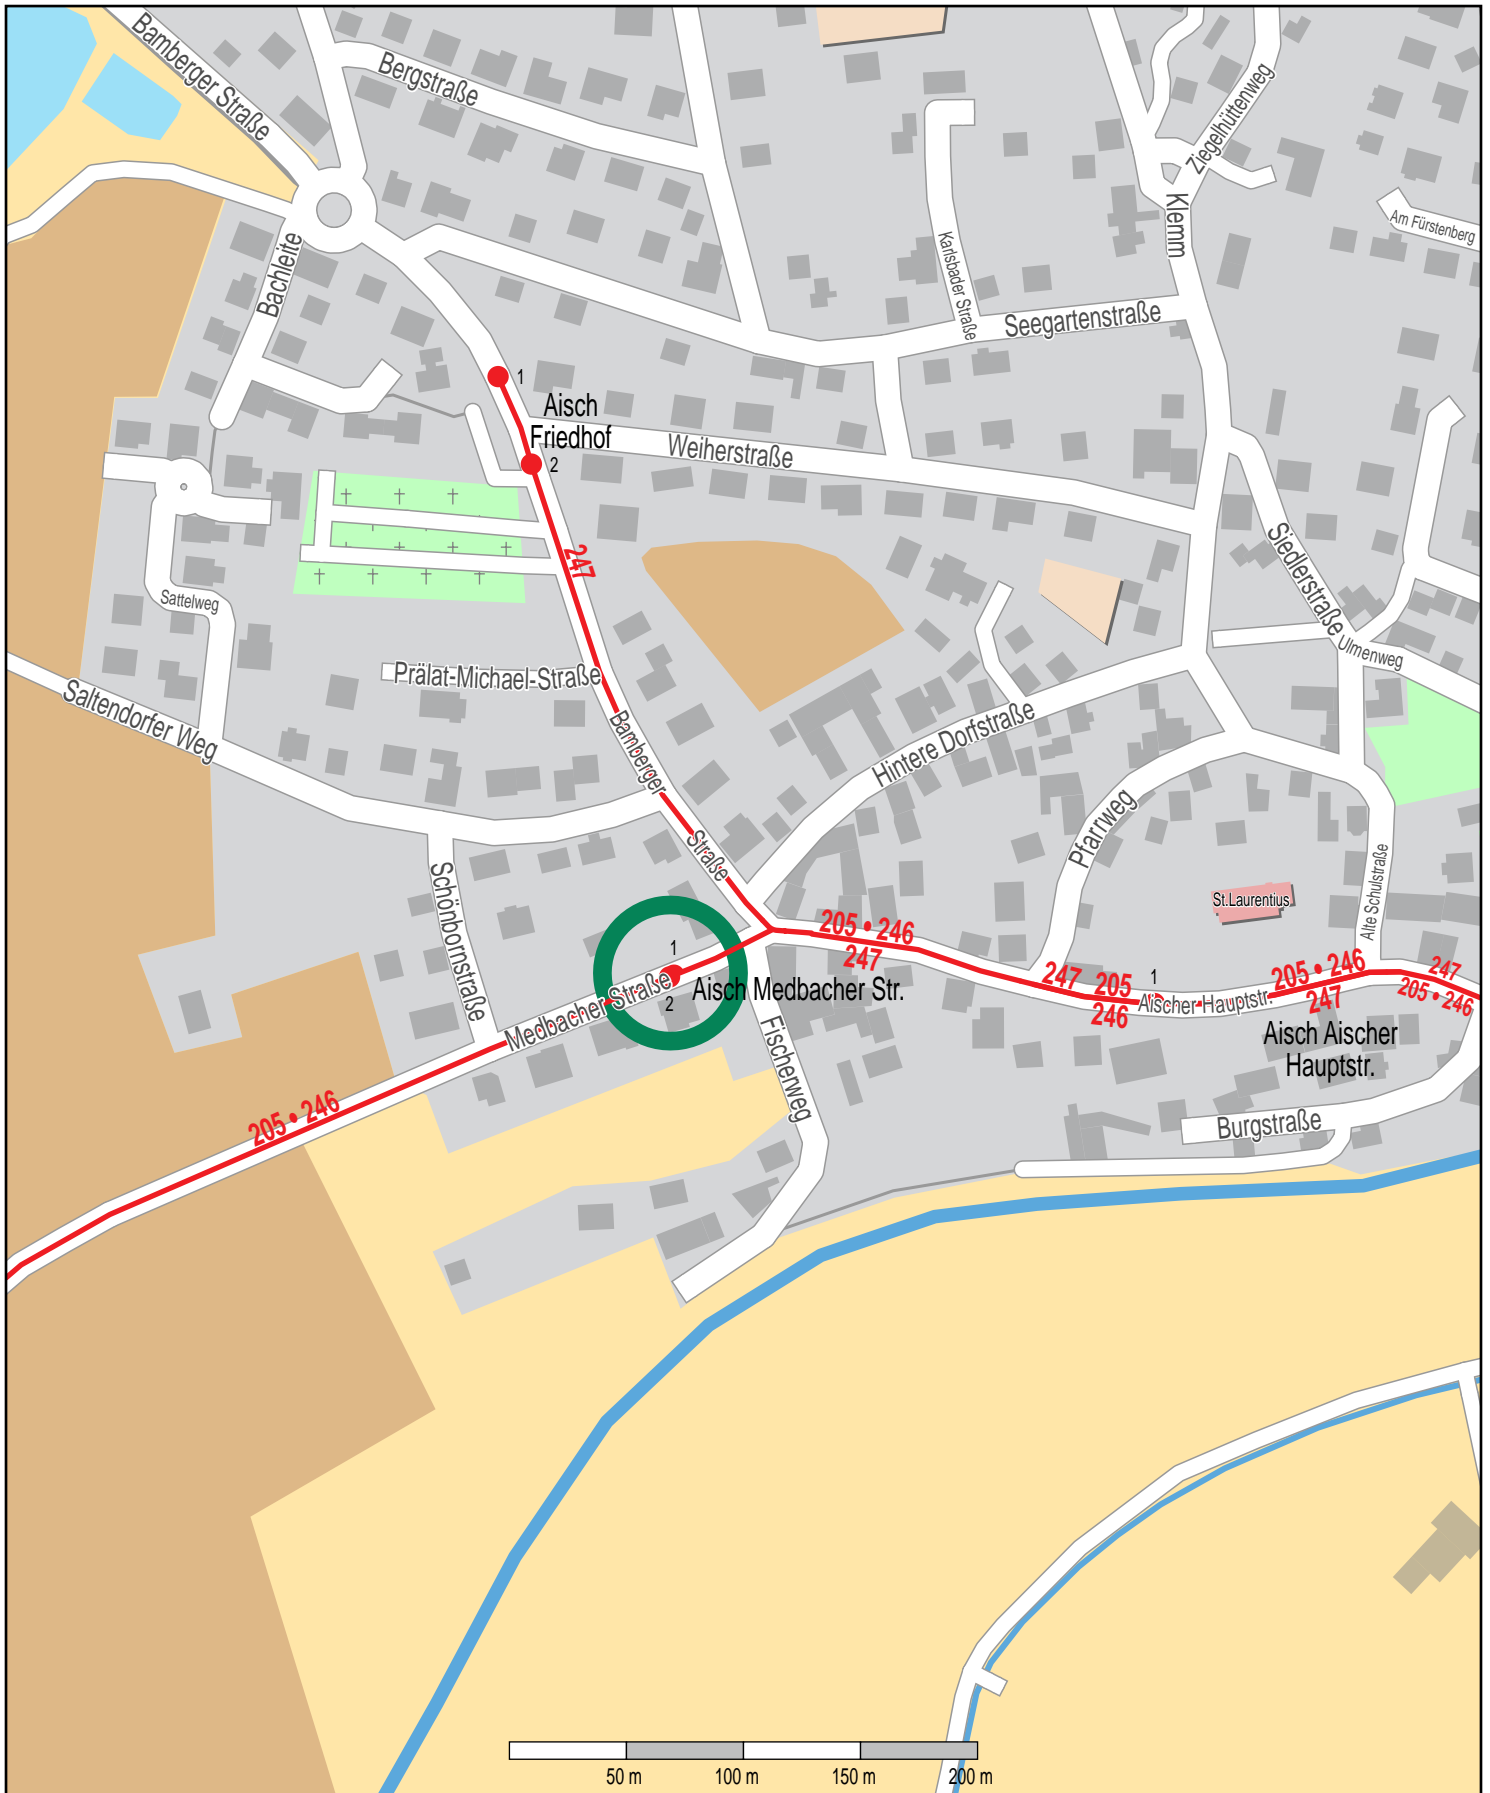 Bamberger Straße
Bergstraße
Ziegelhüttenweg
Klemm
Am Fürstenberg
Bachleite
Karlsbader Straße
Seegartenstraße
1
Aisch
Friedhof
2
Weiherstraße
247
Siedlerstraße
Sattelweg
Ulmenweg
Prälat-Michael-Straße
Saltendorfer Weg
Bamberger
Straße
Hintere Dorfstraße
Pfarrweg
St.Laurentius
Alte Schulstraße
Schönbornstraße
205 • 246
247
1
Medbacher Straße
2
Aisch Medbacher Str.
247 205
246
1
Aischer Hauptstr.
205 • 246
247
247
205 • 246
Aisch Aischer
Hauptstr.
Fischerweg
205 • 246
Burgstraße
50 m
100 m
150 m
200 m